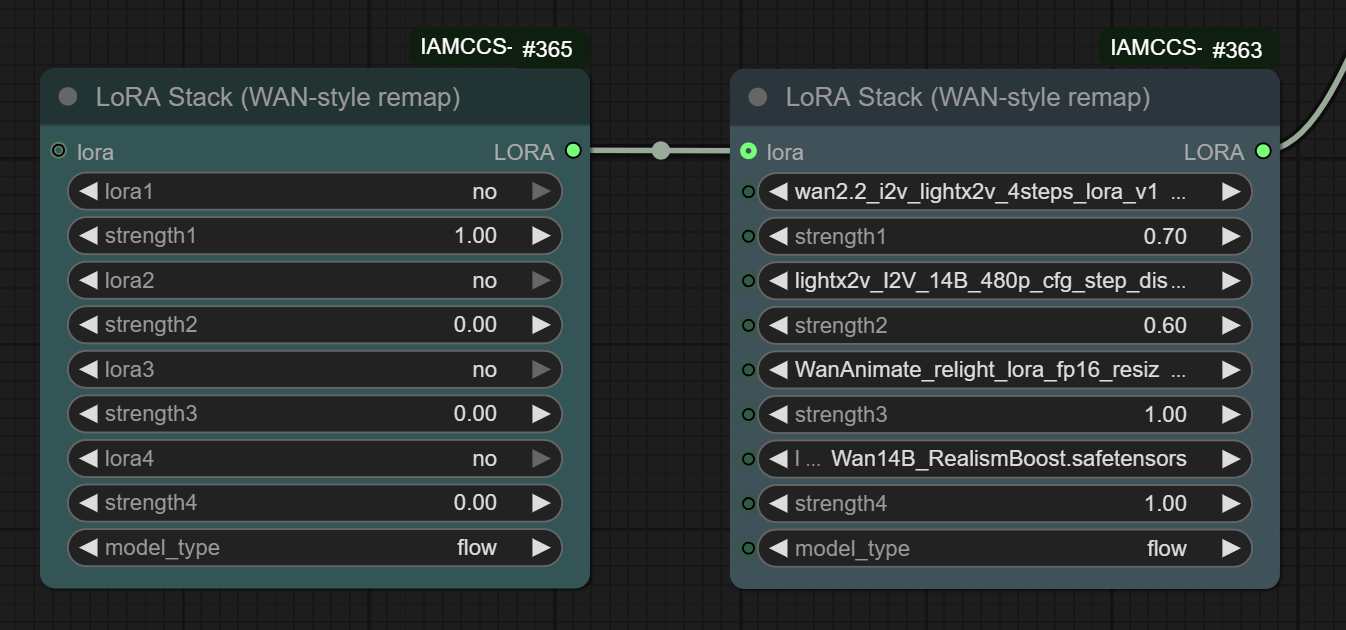 IAMCCS- #365
LoRA Stack (WAN-style remap)
lora LORA
lora1 no
strength1 1.00
lora2 no
strength2 0.00
lora3 no
strength3 0.00
lora4 no
strength4 0.00
model_type flow
IAMCCS- #363
LoRA Stack (WAN-style remap)
lora LORA
wan2.2_i2v_lightx2v_4steps_lora_v1 ...
strength1 0.70
lightx2v_I2V_14B_480p_cfg_step_dis...
strength2 0.60
WanAnimate_relight_lora_fp16_resiz ...
strength3 1.00
l ... Wan14B_RealismBoost.safetensors
strength4 1.00
model_type flow